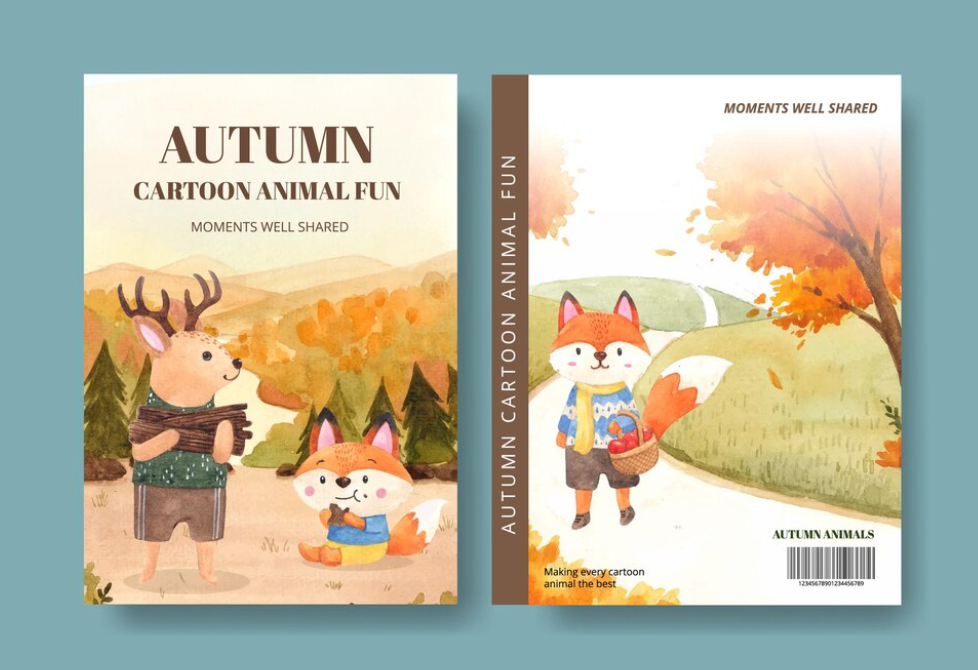 AUTUMN
CARTOON ANIMAL FUN
MOMENTS WELL SHARED
AUTUMN CARTOON ANIMAL FUN
MOMENTS WELL SHARED
AUTUMN ANIMALS
12345678901234456789
Making every cartoon
animal the best